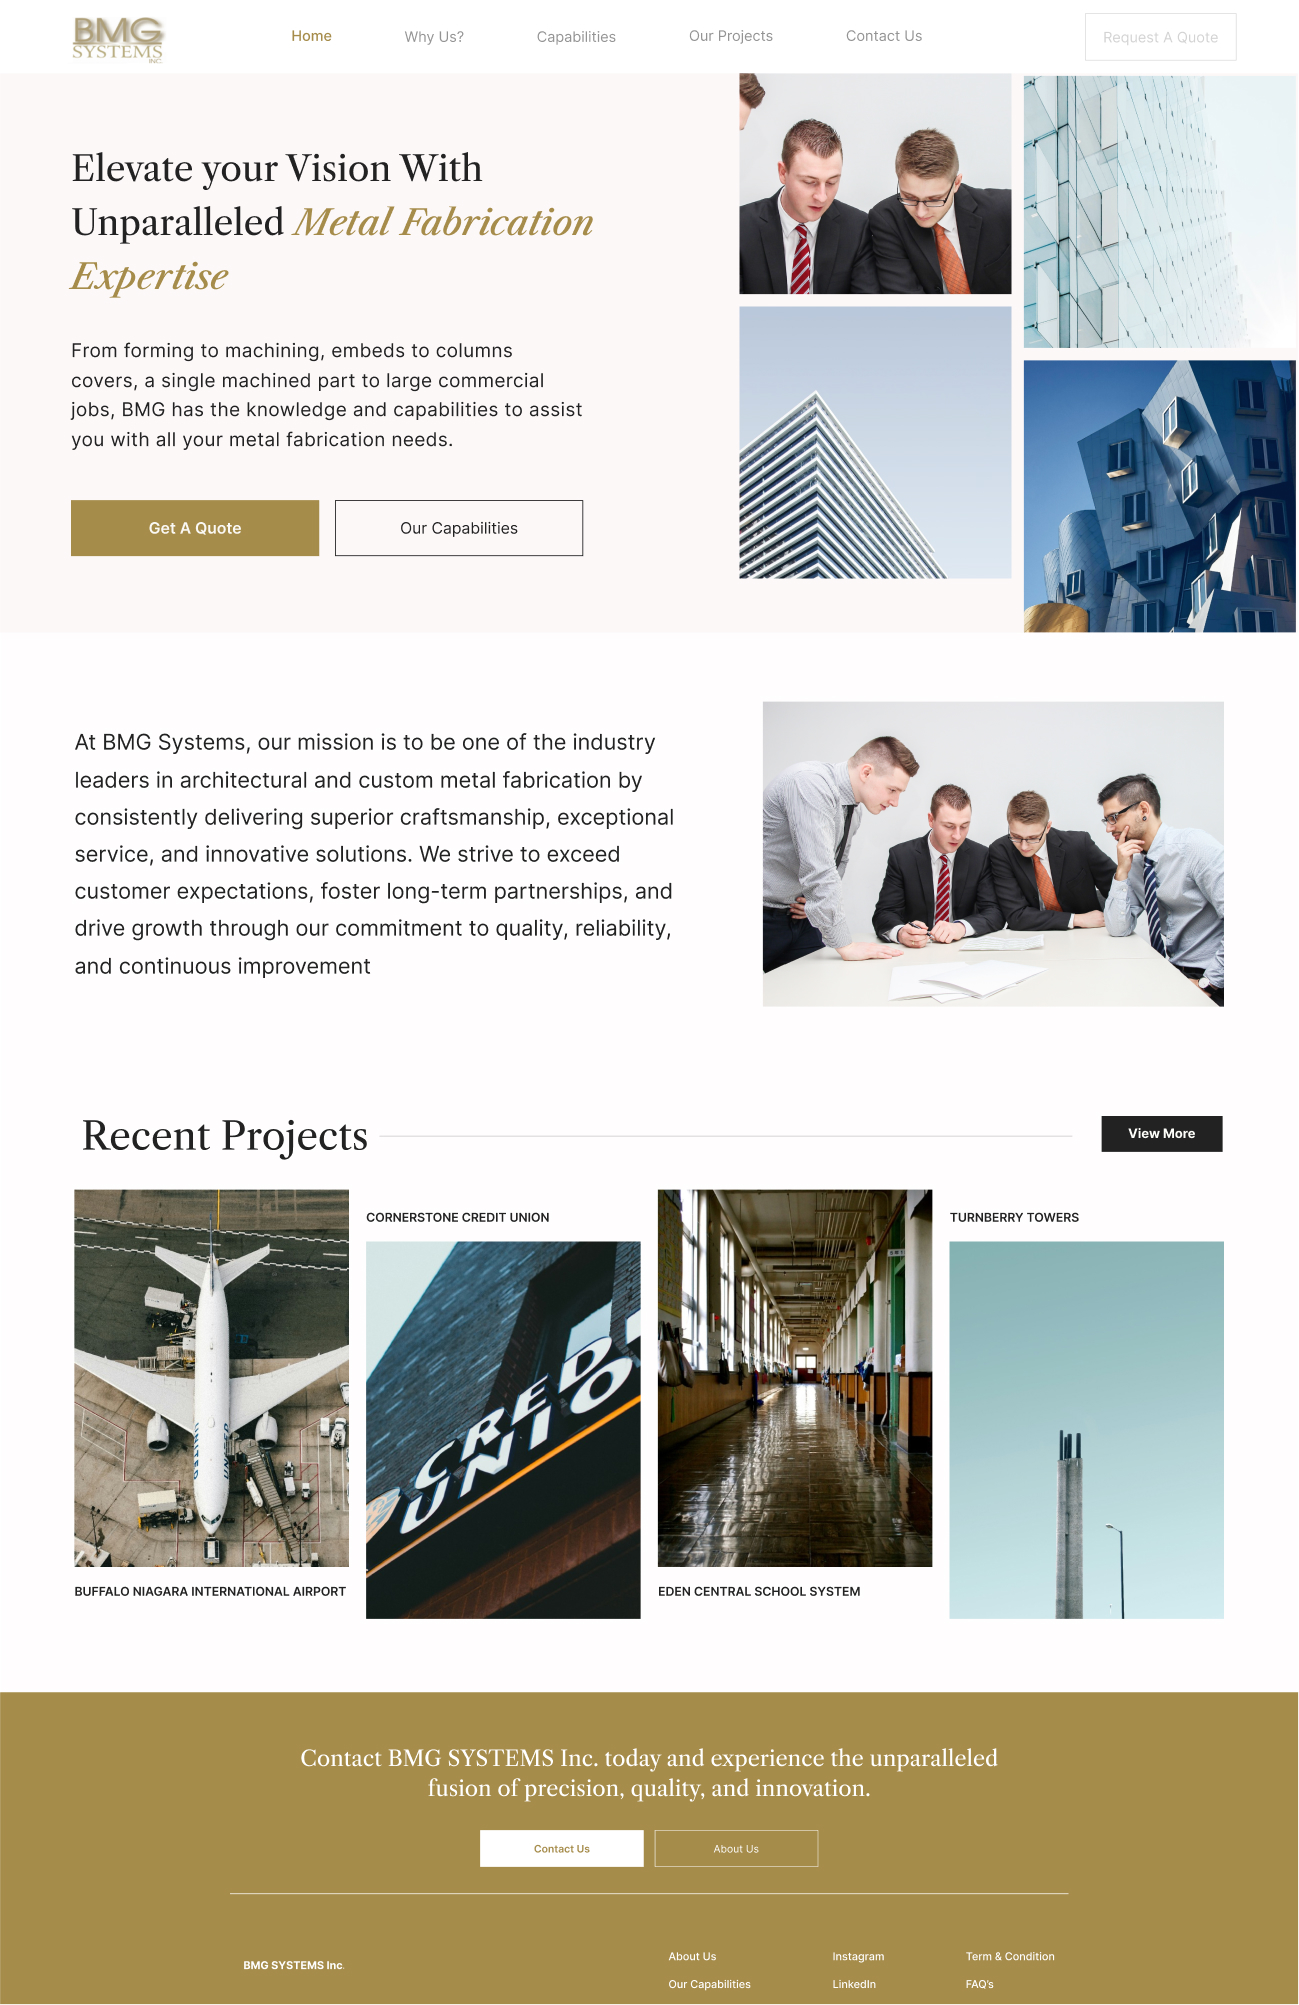 BMG
SYSTEMS
INC
Home
Why Us?
Capabilities
Our Projects
Contact Us
Request A Quote
Elevate your Vision With
Unparalleled Metal Fabrication
Expertise
From forming to machining, embeds to columns
covers, a single machined part to large commercial
jobs, BMG has the knowledge and capabilities to assist
you with all your metal fabrication needs.
Get A Quote
Our Capabilities
At BMG Systems, our mission is to be one of the industry
leaders in architectural and custom metal fabrication by
consistently delivering superior craftsmanship, exceptional
service, and innovative solutions. We strive to exceed
customer expectations, foster long-term partnerships, and
drive growth through our commitment to quality, reliability,
and continuous improvement
Recent Projects
View More
UNITED
BUFFALO NIAGARA INTERNATIONAL AIRPORT
CORNERSTONE CREDIT UNION
CRED
UNIO
EDEN CENTRAL SCHOOL SYSTEM
TURNBERRY TOWERS
Contact BMG SYSTEMS Inc. today and experience the unparalleled
fusion of precision, quality, and innovation.
Contact Us
About Us
BMG SYSTEMS Inc.
About Us
Our Capabilities
Instagram
LinkedIn
Term & Condition
FAQ's